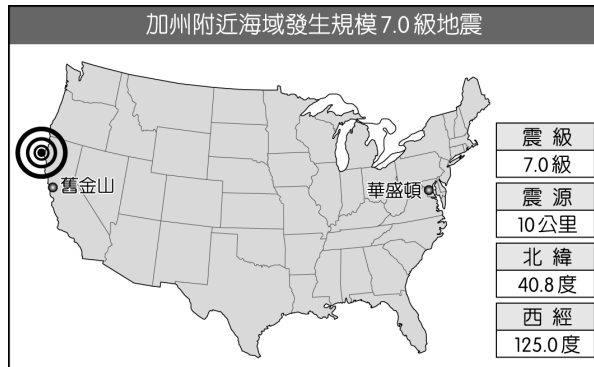 加州附近海域發生規模7.0級地震
舊金山
華盛頓
震級
7.0級
震源
10公里
北緯
40.8度
西經
125.0度